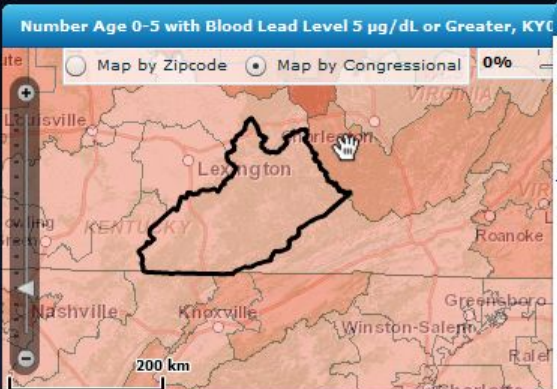 Number Age 0-5 with Blood Lead Level 5 µg/dL or Greater, KY
Map by Zipcode Map by Congressional 0%
VIRGINIA
Louisville
Charleston
Lexington
KENTUCKY
Roanoke
Greensboro
Nashville Knoxville
Winston-Salem
200 km